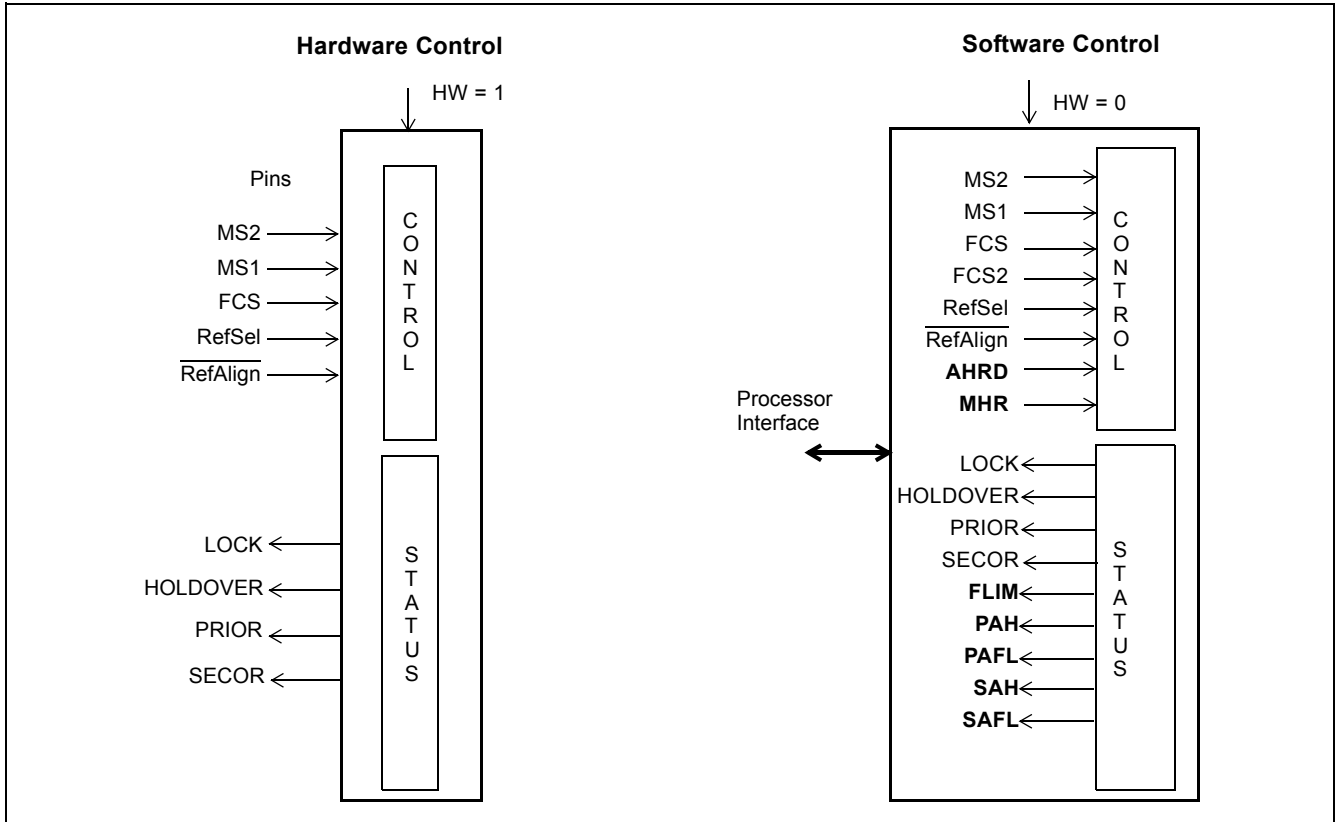 Hardware Control
HW = 1
Pins
MS2
MS1
FCS
RefSel
RefAlign
CONTROL
LOCK
HOLDOVER
PRIOR
SECOR
STATUS
Software Control
HW = 0
MS2
MS1
FCS
FCS2
RefSel
RefAlign
AHRD
MHR
CONTROL
Processor
Interface
LOCK
HOLDOVER
PRIOR
SECOR
FLIM
PAH
PAFL
SAH
SAFL
STATUS